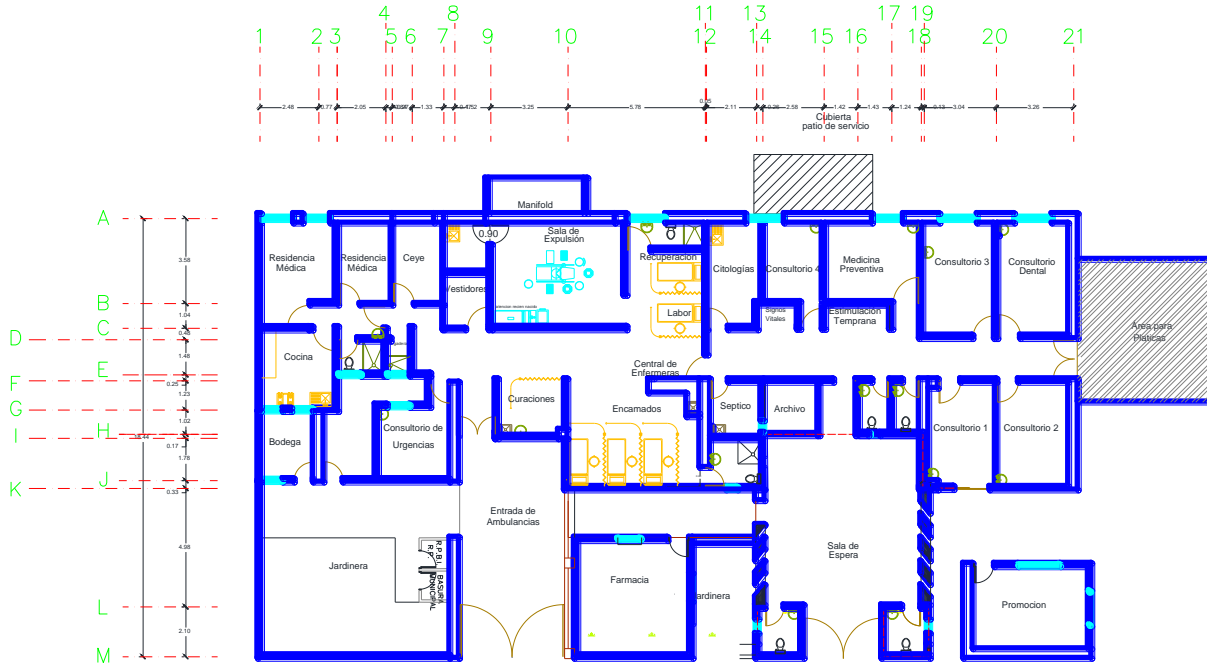 4 8 11 13 17 19
1 2 3 5 6 7 9 10 12 14 15 16 18 20 21
2.48 0.77 2.05 1.33 3.25 5.78 0.05 2.11 0.26 2.58 1.42 1.43 1.24 0.13 3.04 3.26
Cubierta
patio de servicio
A
B
C
D
E
F
G
H
I
J
K
L
M
3.58
1.04
0.48
1.48
0.25
1.23
1.02
0.17
1.78
0.33
4.98
2.10
Manifold
0.90
Sala de
Expulsión
Residencia
Médica
Residencia
Médica
Ceye
Vestidores
Recuperación
Labor
Citologías
Consultorio 4
Signos
Vitales
Medicina
Preventiva
Estimulación
Temprana
Consultorio 3
Consultorio
Dental
Area para
Platicas
Cocina
Central de
Enfermeras
Curaciones
Encamados
Septico
Archivo
Consultorio 1
Consultorio 2
Bodega
Consultorio de
Urgencias
Entrada de
Ambulancias
Sala de
Espera
Jardinera
R.P.B.I.
BASURA
MUNICIPAL
Farmacia
Jardinera
Promocion